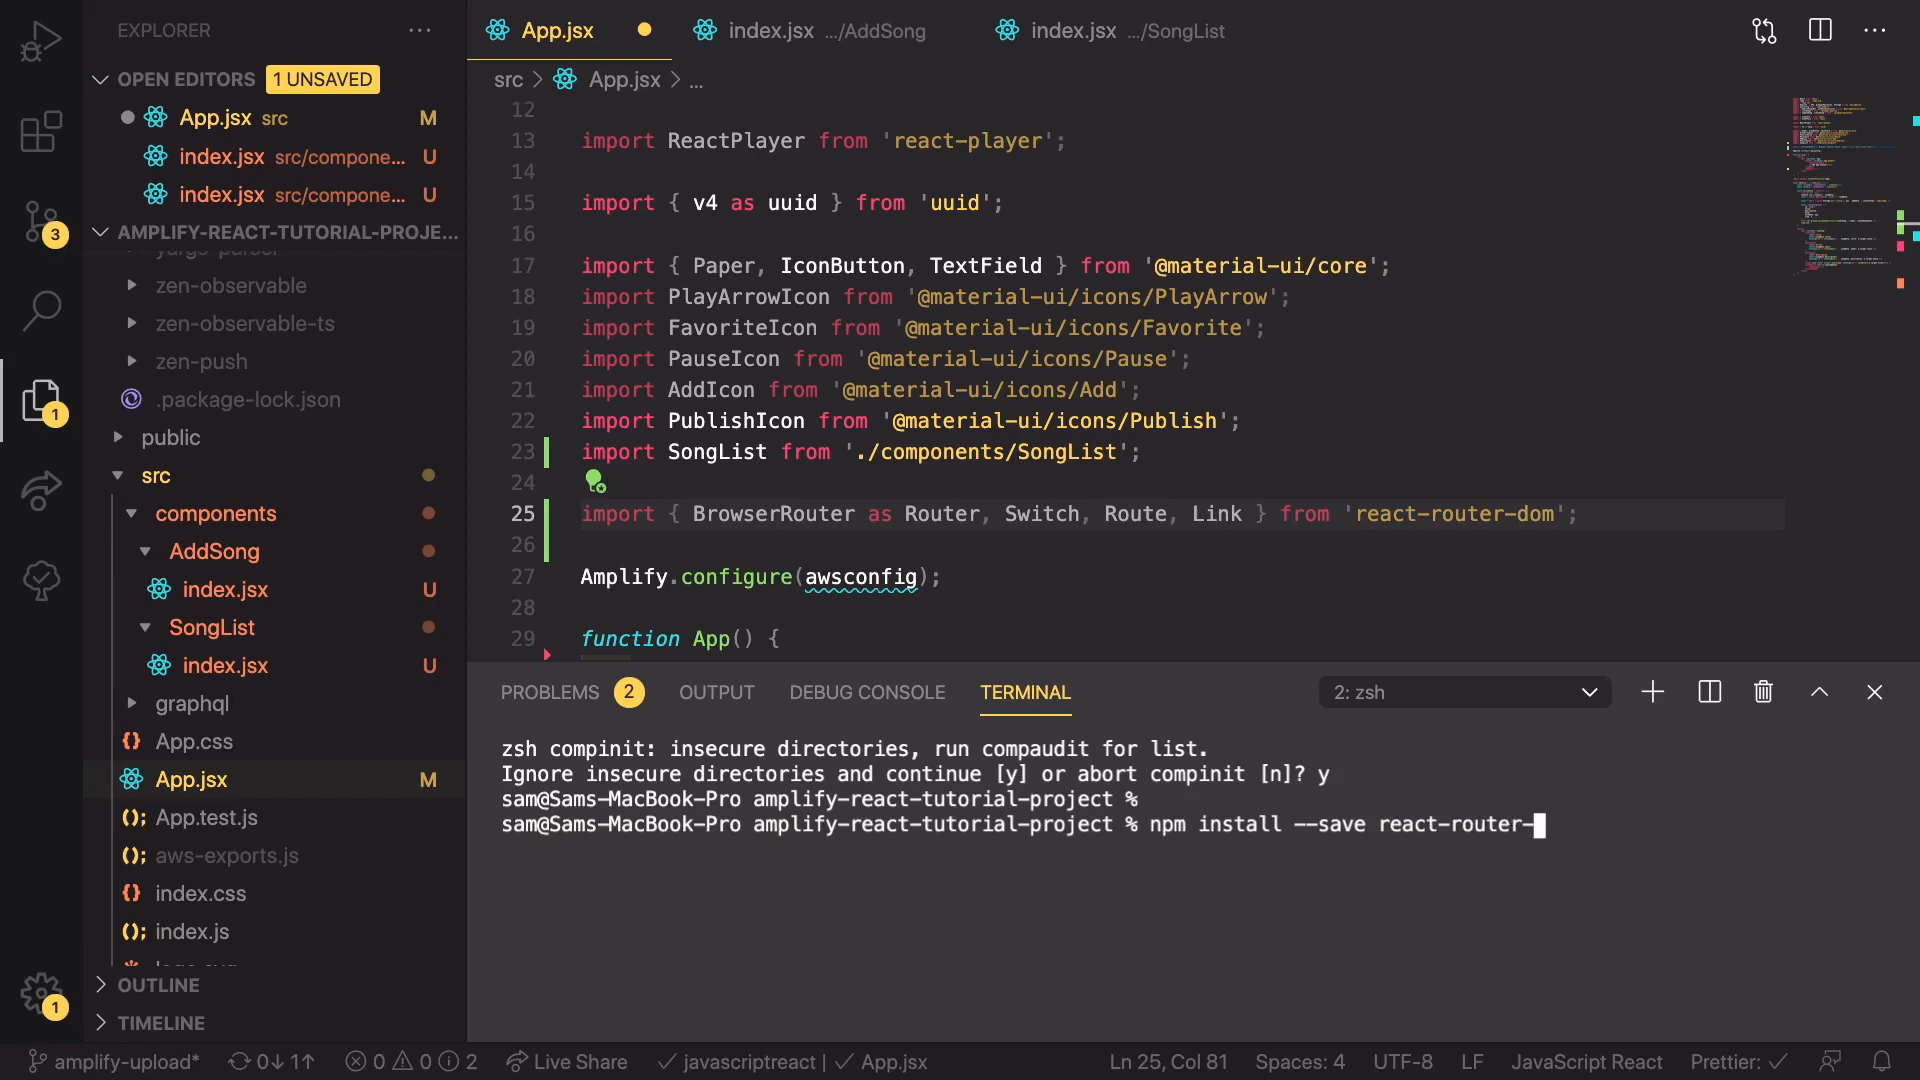 EXPLORER
OPEN EDITORS 1 UNSAVED
App.jsx src M
index.jsx src/compone... U
index.jsx src/compone... U
AMPLIFY-REACT-TUTORIAL-PROJE...
yargs-parser
zen-observable
zen-observable-ts
zen-push
.package-lock.json
public
src
components
AddSong
index.jsx U
SongList
index.jsx U
graphql
App.css
App.jsx M
App.test.js
aws-exports.js
index.css
index.js
OUTLINE
TIMELINE
3
1
1
App.jsx
index.jsx .../AddSong
index.jsx .../SongList
src > App.jsx > ...
12
13 import ReactPlayer from 'react-player';
14
15 import { v4 as uuid } from 'uuid';
16
17 import { Paper, IconButton, TextField } from '@material-ui/core';
18 import PlayArrowIcon from '@material-ui/icons/PlayArrow';
19 import FavoriteIcon from '@material-ui/icons/Favorite';
20 import PauseIcon from '@material-ui/icons/Pause';
21 import AddIcon from '@material-ui/icons/Add';
22 import PublishIcon from '@material-ui/icons/Publish';
23 import SongList from './components/SongList';
24
25 import { BrowserRouter as Router, Switch, Route, Link } from 'react-router-dom';
26
27 Amplify.configure(awsconfig);
28
29 function App() {
PROBLEMS 2 OUTPUT DEBUG CONSOLE TERMINAL 2: zsh
zsh compinit: insecure directories, run compaudit for list.
Ignore insecure directories and continue [y] or abort compinit [n]? y
sam@Sams-MacBook-Pro amplify-react-tutorial-project %
sam@Sams-MacBook-Pro amplify-react-tutorial-project % npm install --save react-router-
amplify-upload* 0↓ 1↑ 0 0 2 Live Share ✓ javascriptreact | ✓ App.jsx Ln 25, Col 81 Spaces: 4 UTF-8 LF JavaScript React Prettier: ✓